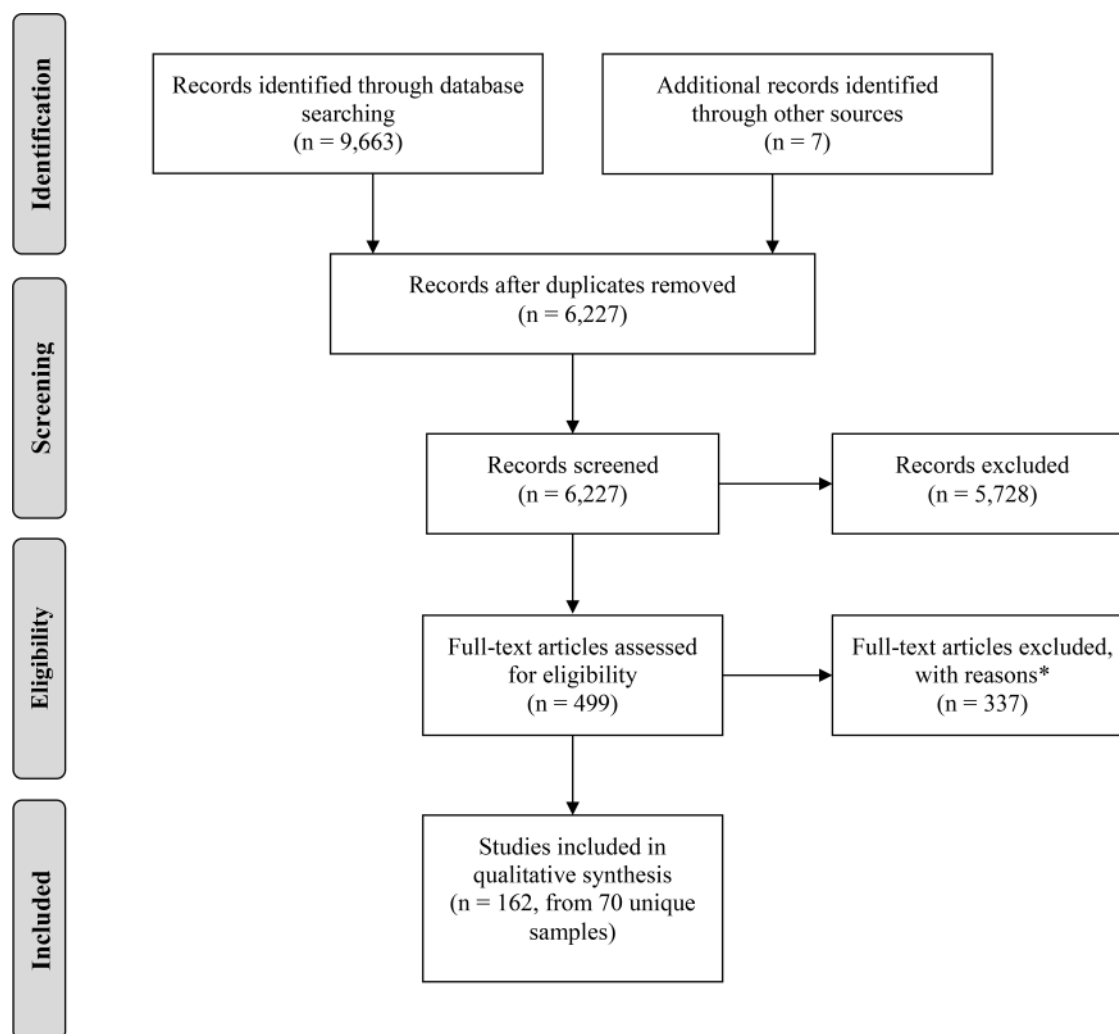 Identification
Records identified through database
searching
(n = 9,663)
Additional records identified
through other sources
(n = 7)
Screening
Records after duplicates removed
(n = 6,227)
Records screened
(n = 6,227)
Records excluded
(n = 5,728)
Eligibility
Full-text articles assessed
for eligibility
(n = 499)
Full-text articles excluded,
with reasons*
(n = 337)
Included
Studies included in
qualitative synthesis
(n = 162, from 70 unique
samples)